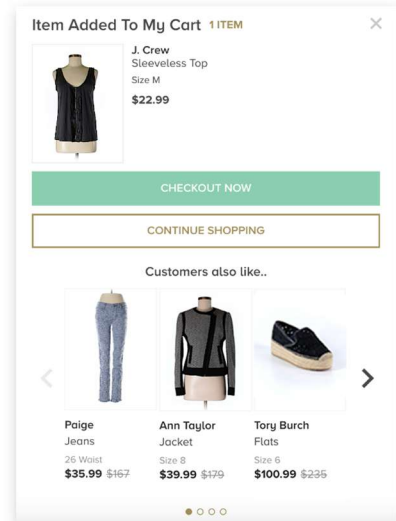 Item Added To My Cart 1 ITEM
J. Crew
Sleeveless Top
Size M
$22.99
CHECKOUT NOW
CONTINUE SHOPPING
Customers also like..
Paige
Jeans
26 Waist
$35.99 $167
Ann Taylor
Jacket
Size 8
$39.99 $179
Tory Burch
Flats
Size 6
$100.99 $235